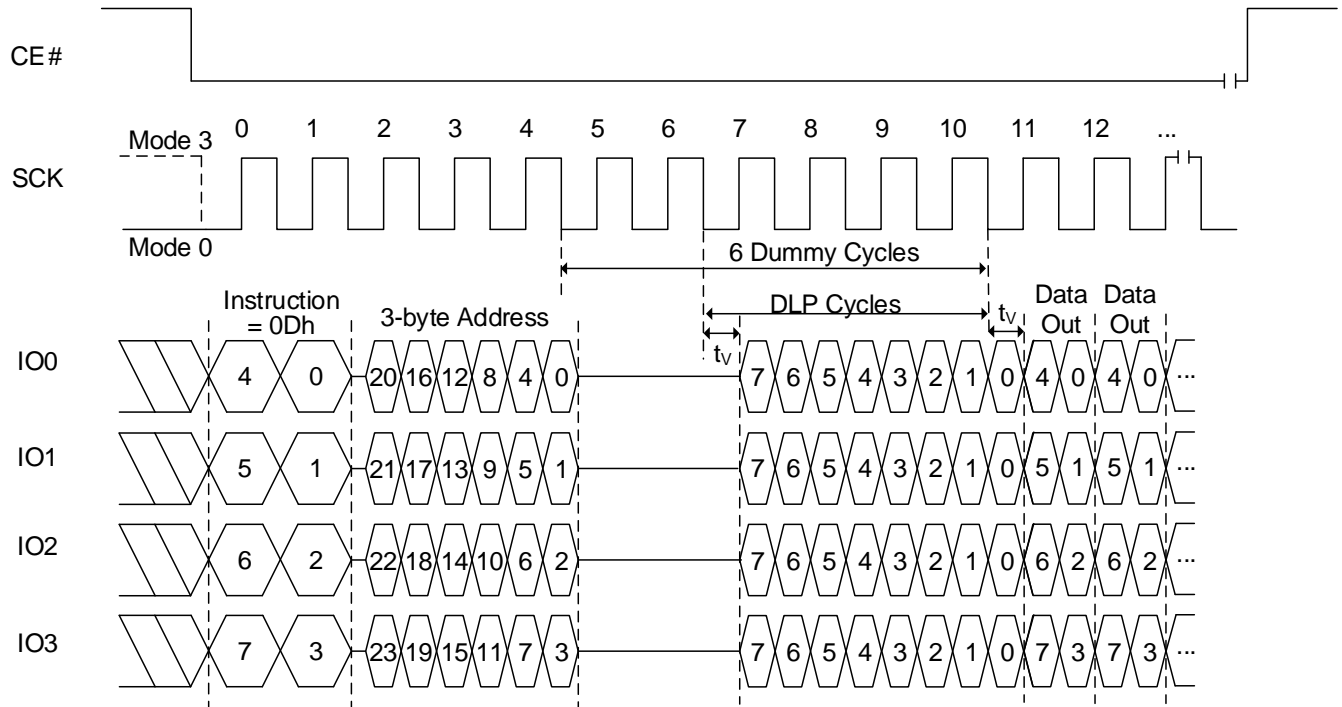 CE#
0 1 2 3 4 5 6 7 8 9 10 11 12 ...
Mode 3
SCK
Mode 0
6 Dummy Cycles
Instruction
= 0Dh
3-byte Address
DLP Cycles
Data
Out
Data
Out
tV
tV
IO0 4 0 20 16 12 8 4 0 7 6 5 4 3 2 1 0 4 0 4 0 ...
IO1 5 1 21 17 13 9 5 1 7 6 5 4 3 2 1 0 5 1 5 1 ...
IO2 6 2 22 18 14 10 6 2 7 6 5 4 3 2 1 0 6 2 6 2 ...
IO3 7 3 23 19 15 11 7 3 7 6 5 4 3 2 1 0 7 3 7 3 ...